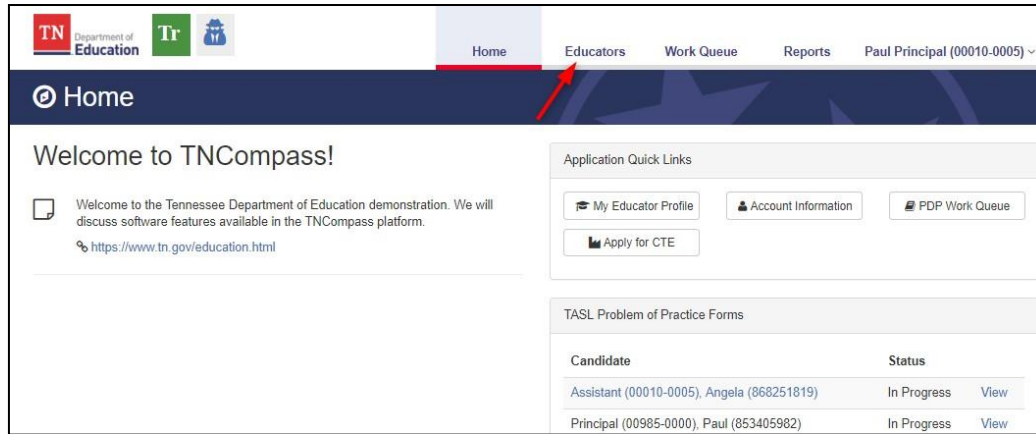 TN Department of Education
Tr
Home Educators Work Queue Reports Paul Principal (00010-0005)
Home
Welcome to TNCompass!
Welcome to the Tennessee Department of Education demonstration. We will
discuss software features available in the TNCompass platform.
https://www.tn.gov/education.html
Application Quick Links
My Educator Profile Account Information PDP Work Queue
Apply for CTE
TASL Problem of Practice Forms
Candidate Status
Assistant (00010-0005), Angela (868251819) In Progress View
Principal (00985-0000), Paul (853405982) In Progress View